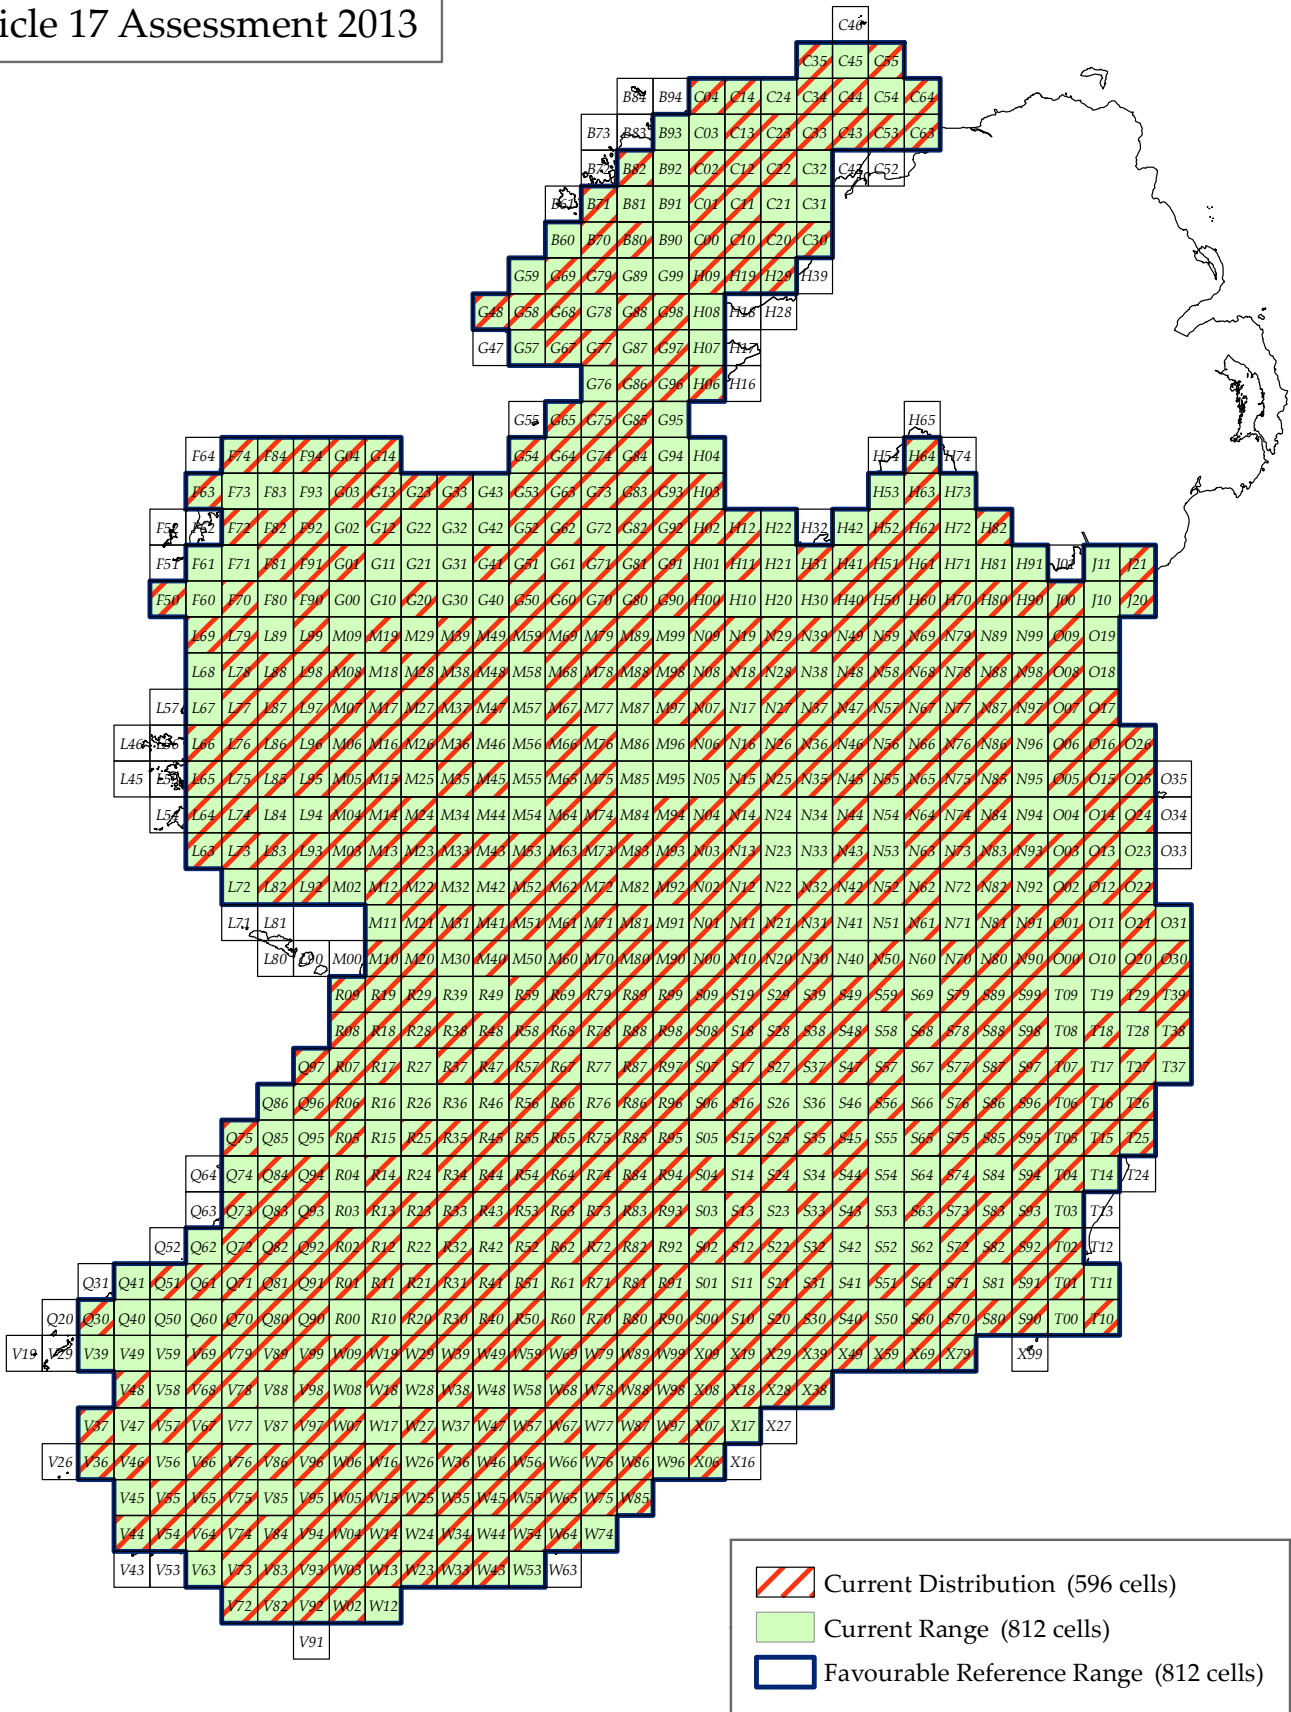 icle 17 Assessment 2013
C46
C35 C45 C55
B84 B94 C04 C14 C24 C34 C44 C54 C64
B73 B83 B93 C03 C13 C23 C33 C43 C53 C63
B72 B82 B92 C02 C12 C22 C32 C42 C52
B61 B71 B81 B91 C01 C11 C21 C31
B60 B70 B80 B90 C00 C10 C20 C30
G59 G69 G79 G89 G99 H09 H19 H29 H39
G48 G58 G68 G78 G88 G98 H08 H18 H28
G47 G57 G67 G77 G87 G97 H07 H17
G76 G86 G96 H06 H16
G55 G65 G75 G85 G95 H65
F64 F74 F84 F94 G04 G14 G54 G64 G74 G84 G94 H04 H54 H64 H74
F63 F73 F83 F93 G03 G13 G23 G33 G43 G53 G63 G73 G83 G93 H03 H53 H63 H73
F52 F62 F72 F82 F92 G02 G12 G22 G32 G42 G52 G62 G72 G82 G92 H02 H12 H22 H32 H42 H52 H62 H72 H82
F51 F61 F71 F81 F91 G01 G11 G21 G31 G41 G51 G61 G71 G81 G91 H01 H11 H21 H31 H41 H51 H61 H71 H81 H91 J01 J11 J21
F50 F60 F70 F80 F90 G00 G10 G20 G30 G40 G50 G60 G70 G80 G90 H00 H10 H20 H30 H40 H50 H60 H70 H80 H90 J00 J10 J20
L69 L79 L89 L99 M09 M19 M29 M39 M49 M59 M69 M79 M89 M99 N09 N19 N29 N39 N49 N59 N69 N79 N89 N99 O09 O19
L68 L78 L88 L98 M08 M18 M28 M38 M48 M58 M68 M78 M88 M98 N08 N18 N28 N38 N48 N58 N68 N78 N88 N98 O08 O18
L57 L67 L77 L87 L97 M07 M17 M27 M37 M47 M57 M67 M77 M87 M97 N07 N17 N27 N37 N47 N57 N67 N77 N87 N97 O07 O17
L46 L56 L66 L76 L86 L96 M06 M16 M26 M36 M46 M56 M66 M76 M86 M96 N06 N16 N26 N36 N46 N56 N66 N76 N86 N96 O06 O16 O26
L45 L55 L65 L75 L85 L95 M05 M15 M25 M35 M45 M55 M65 M75 M85 M95 N05 N15 N25 N35 N45 N55 N65 N75 N85 N95 O05 O15 O25 O35
L54 L64 L74 L84 L94 M04 M14 M24 M34 M44 M54 M64 M74 M84 M94 N04 N14 N24 N34 N44 N54 N64 N74 N84 N94 O04 O14 O24 O34
L63 L73 L83 L93 M03 M13 M23 M33 M43 M53 M63 M73 M83 M93 N03 N13 N23 N33 N43 N53 N63 N73 N83 N93 O03 O13 O23 O33
L72 L82 L92 M02 M12 M22 M32 M42 M52 M62 M72 M82 M92 N02 N12 N22 N32 N42 N52 N62 N72 N82 N92 O02 O12 O22
L71 L81 M11 M21 M31 M41 M51 M61 M71 M81 M91 N01 N11 N21 N31 N41 N51 N61 N71 N81 N91 O01 O11 O21 O31
L80 L90 M00 M10 M20 M30 M40 M50 M60 M70 M80 M90 N00 N10 N20 N30 N40 N50 N60 N70 N80 N90 O00 O10 O20 O30
R09 R19 R29 R39 R49 R59 R69 R79 R89 R99 S09 S19 S29 S39 S49 S59 S69 S79 S89 S99 T09 T19 T29 T39
R08 R18 R28 R38 R48 R58 R68 R78 R88 R98 S08 S18 S28 S38 S48 S58 S68 S78 S88 S98 T08 T18 T28 T38
Q97 R07 R17 R27 R37 R47 R57 R67 R77 R87 R97 S07 S17 S27 S37 S47 S57 S67 S77 S87 S97 T07 T17 T27 T37
Q86 Q96 R06 R16 R26 R36 R46 R56 R66 R76 R86 R96 S06 S16 S26 S36 S46 S56 S66 S76 S86 S96 T06 T16 T26
Q75 Q85 Q95 R05 R15 R25 R35 R45 R55 R65 R75 R85 R95 S05 S15 S25 S35 S45 S55 S65 S75 S85 S95 T05 T15 T25
Q64 Q74 Q84 Q94 R04 R14 R24 R34 R44 R54 R64 R74 R84 R94 S04 S14 S24 S34 S44 S54 S64 S74 S84 S94 T04 T14 T24
Q63 Q73 Q83 Q93 R03 R13 R23 R33 R43 R53 R63 R73 R83 R93 S03 S13 S23 S33 S43 S53 S63 S73 S83 S93 T03 T13
Q52 Q62 Q72 Q82 Q92 R02 R12 R22 R32 R42 R52 R62 R72 R82 R92 S02 S12 S22 S32 S42 S52 S62 S72 S82 S92 T02 T12
Q31 Q41 Q51 Q61 Q71 Q81 Q91 R01 R11 R21 R31 R41 R51 R61 R71 R81 R91 S01 S11 S21 S31 S41 S51 S61 S71 S81 S91 T01 T11
Q20 Q30 Q40 Q50 Q60 Q70 Q80 Q90 R00 R10 R20 R30 R40 R50 R60 R70 R80 R90 S00 S10 S20 S30 S40 S50 S60 S70 S80 S90 T00 T10
V19 V29 V39 V49 V59 V69 V79 V89 V99 W09 W19 W29 W39 W49 W59 W69 W79 W89 W99 X09 X19 X29 X39 X49 X59 X69 X79 X99
V48 V58 V68 V78 V88 V98 W08 W18 W28 W38 W48 W58 W68 W78 W88 W98 X08 X18 X28 X38
V37 V47 V57 V67 V77 V87 V97 W07 W17 W27 W37 W47 W57 W67 W77 W87 W97 X07 X17 X27
V26 V36 V46 V56 V66 V76 V86 V96 W06 W16 W26 W36 W46 W56 W66 W76 W86 W96 X06 X16
V45 V55 V65 V75 V85 V95 W05 W15 W25 W35 W45 W55 W65 W75 W85
V44 V54 V64 V74 V84 V94 W04 W14 W24 W34 W44 W54 W64 W74
V43 V53 V63 V73 V83 V93 W03 W13 W23 W33 W43 W53 W63
V72 V82 V92 W02 W12
V91
Current Distribution (596 cells)
Current Range (812 cells)
Favourable Reference Range (812 cells)